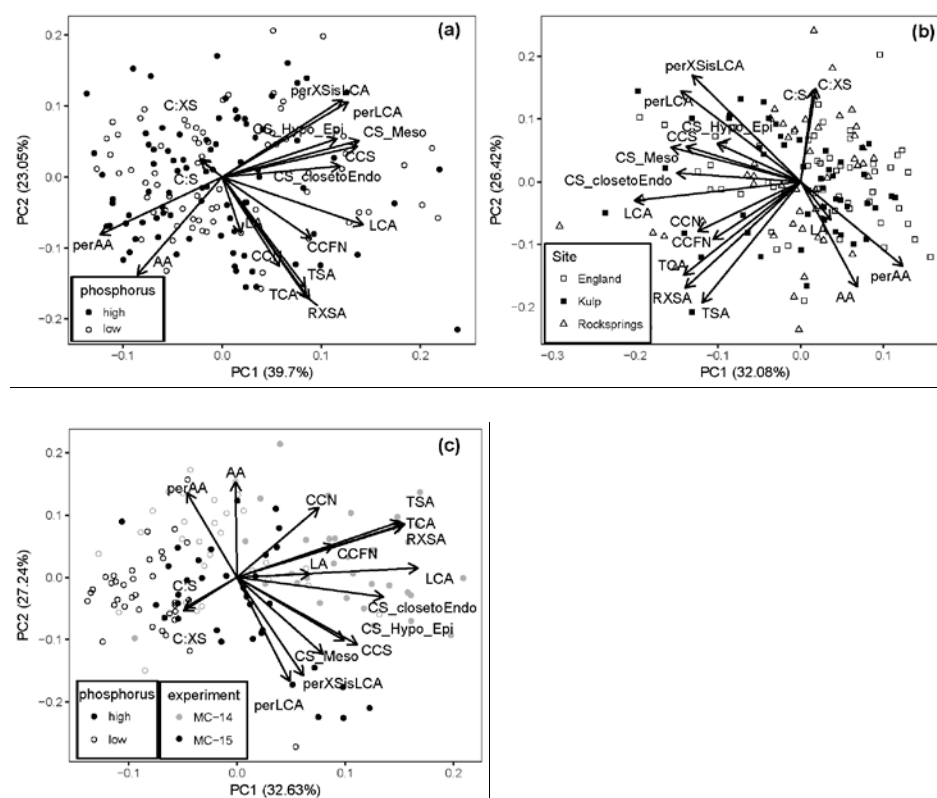 (a)
0.2
0.1
0.0
-0.1
-0.2
PC2 (23.05%)
perXSisLCA
perLCA
C:XS
CS_Hypo_Epi
CS_Meso
CCS
C:S
CS_closetoEndo
LA
LCA
perAA
CCFN
AA
TSA
TCA
RXSA
phosphorus
high
low
-0.1
0.0
0.1
0.2
PC1 (39.7%)
(b)
0.2
0.1
0.0
-0.1
-0.2
PC2 (26.42%)
perXSisLCA
C:S
C:XS
perLCA
CS_Hypo_Epi
CCS
CS_Meso
CS_closetoEndo
LCA
CCN
LA
CCFN
perAA
TCA
AA
RXSA
TSA
Site
England
Kulp
Rocksprings
-0.3
-0.2
-0.1
0.0
0.1
PC1 (32.08%)
(c)
0.2
0.1
0.0
-0.1
-0.2
PC2 (27.24%)
perAA
AA
CCN
TSA
TCA
RXSA
CCFN
LA
LCA
C:S
CS_closetoEndo
C:XS
CS_Hypo_Epi
CS_Meso
CCS
perXSisLCA
perLCA
phosphorus
high
low
experiment
MC-14
MC-15
-0.1
0.0
0.1
0.2
PC1 (32.63%)